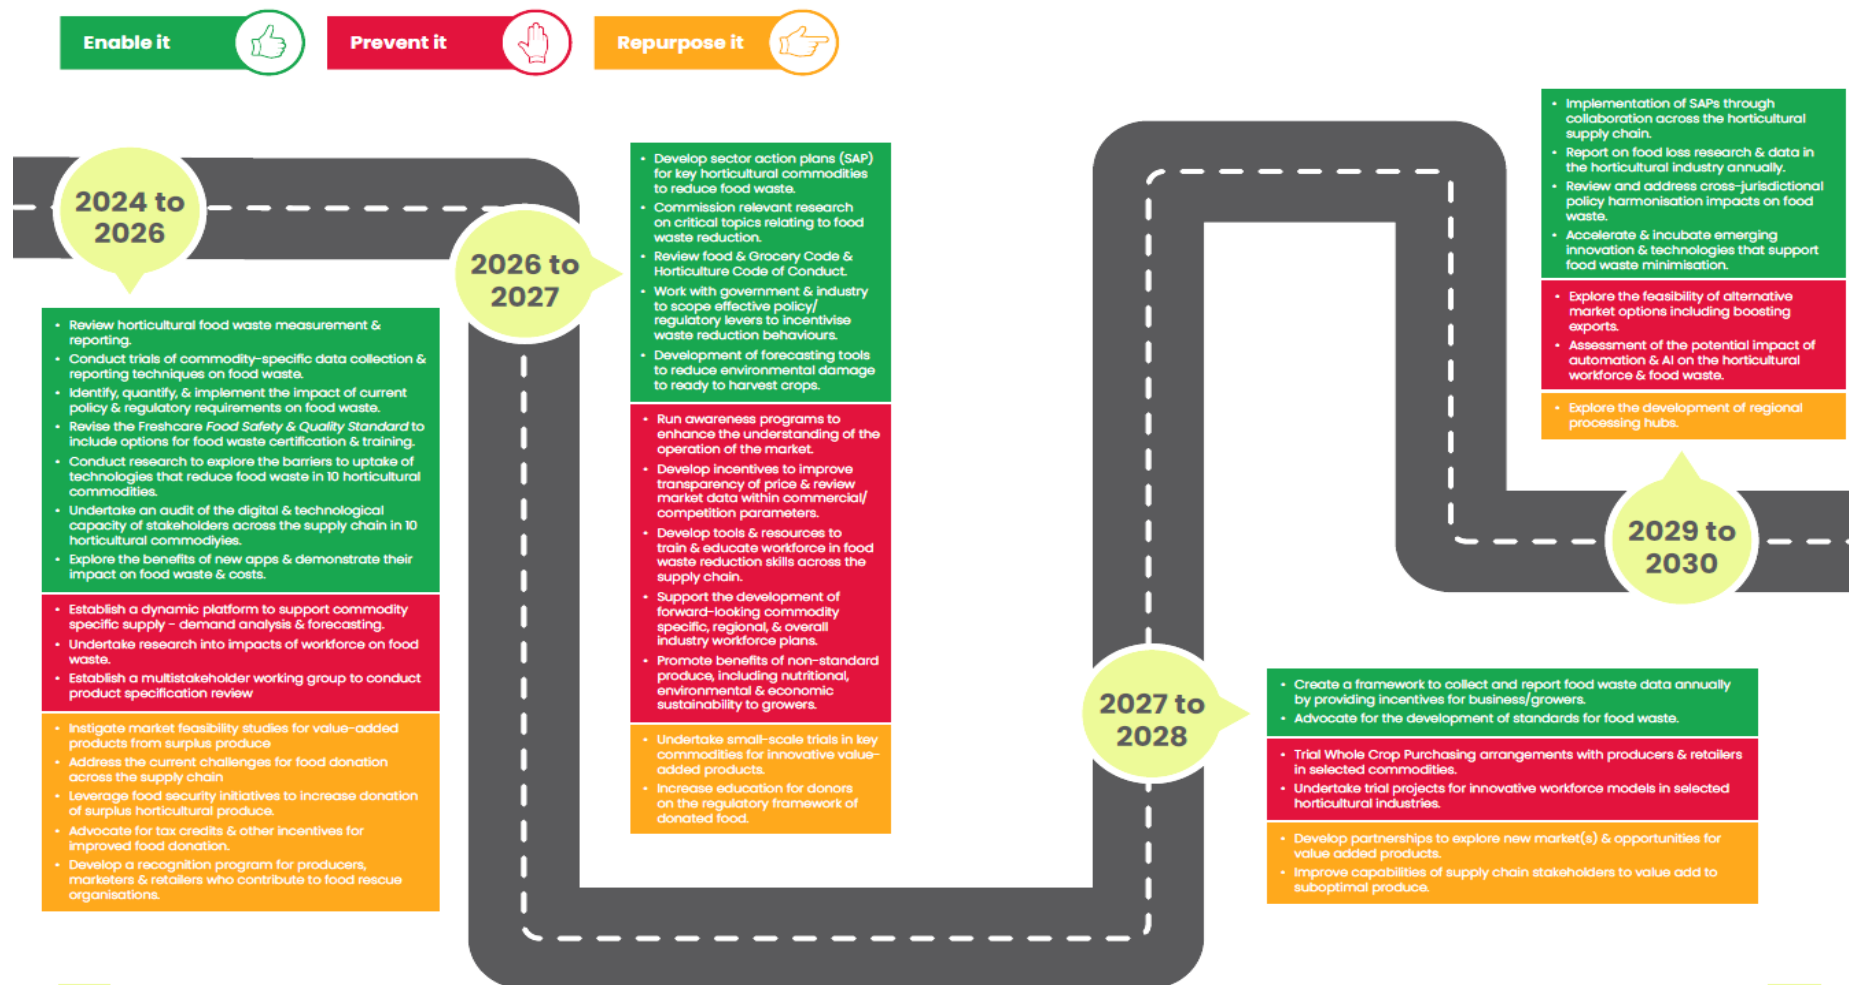 Enable it
Prevent it
Repurpose it
2024 to
2026
• Review horticultural food waste measurement &
reporting.
• Conduct trials of commodity-specific data collection &
reporting techniques on food waste.
• Identify, quantify, & implement the impact of current
policy & regulatory requirements on food waste.
• Revise the Freshcare Food Safety & Quality Standard to
include options for food waste certification & training.
• Conduct research to explore the barriers to uptake of
technologies that reduce food waste in 10 horticultural
commodities.
• Undertake an audit of the digital & technological
capacity of stakeholders across the supply chain in 10
horticultural commodiyies.
• Explore the benefits of new apps & demonstrate their
impact on food waste & costs.
• Establish a dynamic platform to support commodity
specific supply - demand analysis & forecasting.
• Undertake research into impacts of workforce on food
waste.
• Establish a multistakeholder working group to conduct
product specification review
• Instigate market feasibility studies for value-added
products from surplus produce
• Address the current challenges for food donation
across the supply chain
• Leverage food security initiatives to increase donation
of surplus horticultural produce.
• Advocate for tax credits & other incentives for
improved food donation.
• Develop a recognition program for producers,
marketers & retailers who contribute to food rescue
organisations.
2026 to
2027
• Develop sector action plans (SAP)
for key horticultural commodities
to reduce food waste.
• Commission relevant research
on critical topics relating to food
waste reduction.
• Review food & Grocery Code &
Horticulture Code of Conduct.
• Work with government & industry
to scope effective policy/
regulatory levers to incentivise
waste reduction behaviours.
• Development of forecasting tools
to reduce environmental damage
to ready to harvest crops.
• Run awareness programs to
enhance the understanding of the
operation of the market.
• Develop incentives to improve
transparency of price & review
market data within commercial/
competition parameters.
• Develop tools & resources to
train & educate workforce in food
waste reduction skills across the
supply chain.
• Support the development of
forward-looking commodity
specific, regional, & overall
industry workforce plans.
• Promote benefits of non-standard
produce, including nutritional,
environmental & economic
sustainability to growers.
• Undertake small-scale trials in key
commodities for innovative value-
added products.
• Increase education for donors
on the regulatory framework of
donated food.
2027 to
2028
• Create a framework to collect and report food waste data annually
by providing incentives for business/growers.
• Advocate for the development of standards for food waste.
• Trial Whole Crop Purchasing arrangements with producers & retailers
in selected commodities.
• Undertake trial projects for innovative workforce models in selected
horticultural industries.
• Develop partnerships to explore new market(s) & opportunities for
value added products.
• Improve capabilities of supply chain stakeholders to value add to
suboptimal produce.
• Implementation of SAPs through
collaboration across the horticultural
supply chain.
• Report on food loss research & data in
the horticultural industry annually.
• Review and address cross-jurisdictional
policy harmonisation impacts on food
waste.
• Accelerate & incubate emerging
innovation & technologies that support
food waste minimisation.
• Explore the feasibility of alternative
market options including boosting
exports.
• Assessment of the potential impact of
automation & AI on the horticultural
workforce & food waste.
• Explore the development of regional
processing hubs.
2029 to
2030